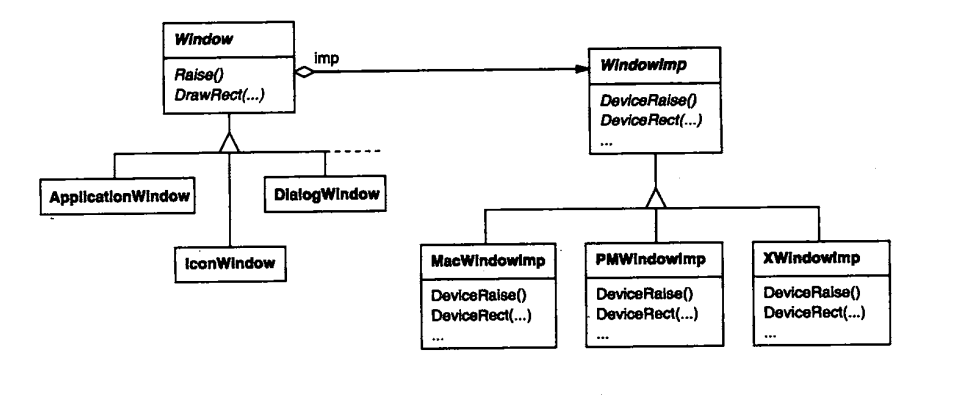 Window
Raise()
DrawRect(...)
imp
WindowImp
DeviceRaise()
DeviceRect(...)
...
ApplicationWindow
DialogWindow
IconWindow
MacWindowImp
DeviceRaise()
DeviceRect(...)
...
PMWindowImp
DeviceRaise()
DeviceRect(...)
...
XWindowImp
DeviceRaise()
DeviceRect(...)
...